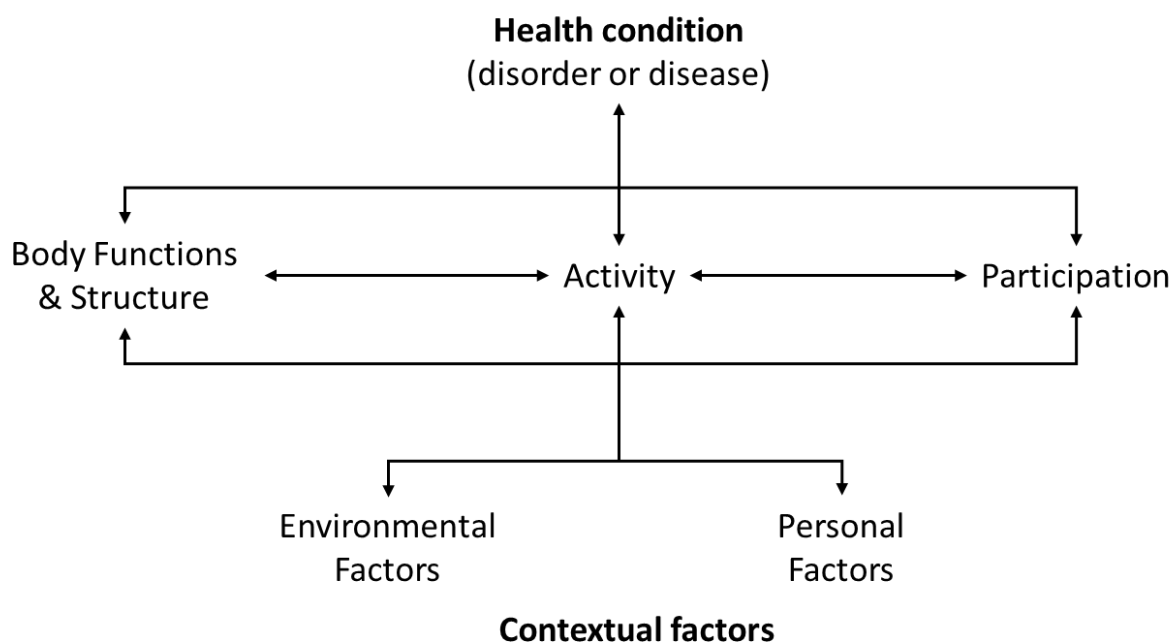 Health condition
(disorder or disease)
Body Functions
& Structure
Activity
Participation
Environmental
Factors
Personal
Factors
Contextual factors